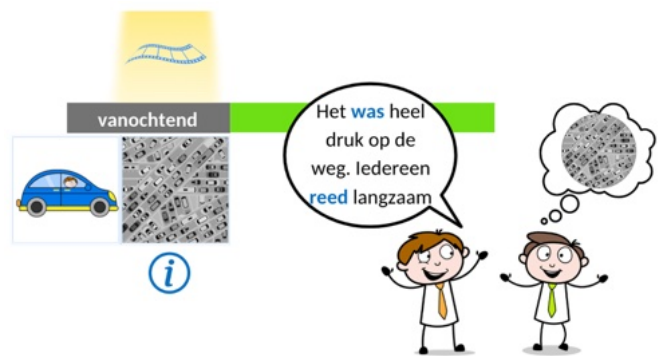 vanochtend
Het was heel
druk op de
weg. Iedereen
reed langzaam
i